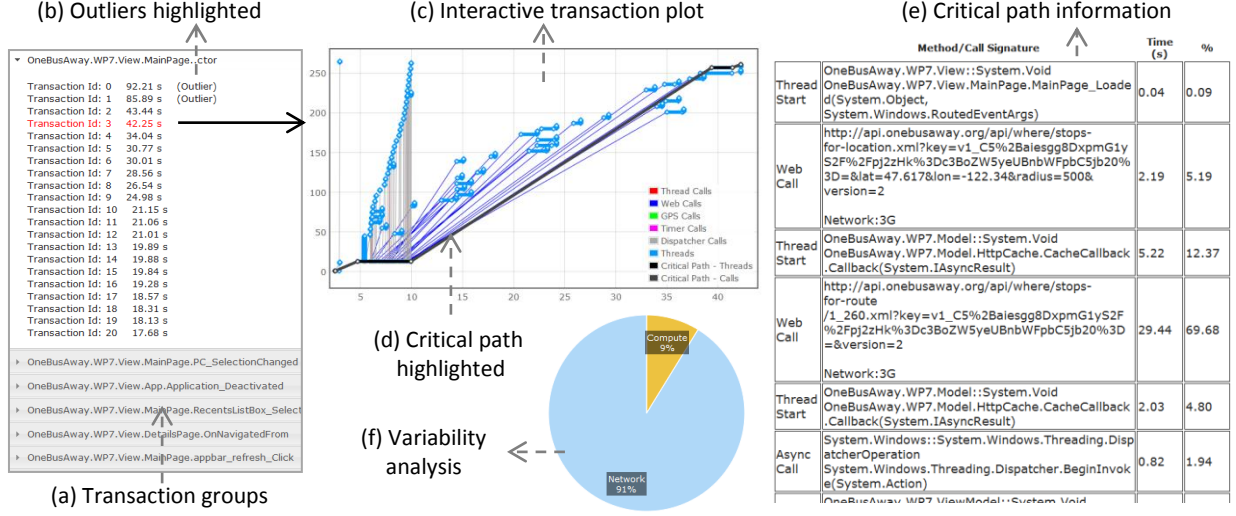 (b) Outliers highlighted
(c) Interactive transaction plot
(e) Critical path information
OneBusAway.WP7.View.MainPage..ctor
Transaction Id: 0 92.21 s (Outlier)
Transaction Id: 1 85.89 s (Outlier)
Transaction Id: 2 43.44 s
Transaction Id: 3 42.25 s
Transaction Id: 4 34.04 s
Transaction Id: 5 30.77 s
Transaction Id: 6 30.01 s
Transaction Id: 7 28.56 s
Transaction Id: 8 26.54 s
Transaction Id: 9 24.98 s
Transaction Id: 10 21.15 s
Transaction Id: 11 21.06 s
Transaction Id: 12 21.01 s
Transaction Id: 13 19.89 s
Transaction Id: 14 19.88 s
Transaction Id: 15 19.84 s
Transaction Id: 16 19.28 s
Transaction Id: 17 18.57 s
Transaction Id: 18 18.31 s
Transaction Id: 19 18.13 s
Transaction Id: 20 17.68 s
OneBusAway.WP7.View.MainPage.PC_SelectionChanged
OneBusAway.WP7.View.App.Application_Deactivated
OneBusAway.WP7.View.MainPage.RecentsListBox_Select
OneBusAway.WP7.View.DetailsPage.OnNavigatedFrom
OneBusAway.WP7.View.MainPage.appbar_refresh_Click
(a) Transaction groups
250
200
150
100
50
0
5 10 15 20 25 30 35 40
Thread Calls
Web Calls
GPS Calls
Timer Calls
Dispatcher Calls
Threads
Critical Path - Threads
Critical Path - Calls
(d) Critical path
highlighted
Compute
9%
Network
91%
(f) Variability
analysis
Method/Call Signature Time (s) %
Thread Start
OneBusAway.WP7.View::System.Void
OneBusAway.WP7.View.MainPage.MainPage_Loade
d(System.Object,
System.Windows.RoutedEventArgs)
0.04 0.09
Web Call
http://api.onebusaway.org/api/where/stops-
for-location.xml?key=v1_C5%2Baiesgg8DxpmG1y
S2F%2Fpj2zHk%3Dc3BoZW5yeUBnbWFpbC5jb20%
3D=&lat=47.617&lon=-122.34&radius=500&
version=2
Network:3G
2.19 5.19
Thread Start
OneBusAway.WP7.Model::System.Void
OneBusAway.WP7.Model.HttpCache.CacheCallback
.Callback(System.IAsyncResult)
5.22 12.37
Web Call
http://api.onebusaway.org/api/where/stops-
for-route
/1_260.xml?key=v1_C5%2Baiesgg8DxpmG1yS2F
%2Fpj2zHk%3Dc3BoZW5yeUBnbWFpbC5jb20%3D
=&version=2
Network:3G
29.44 69.68
Thread Start
OneBusAway.WP7.Model::System.Void
OneBusAway.WP7.Model.HttpCache.CacheCallback
.Callback(System.IAsyncResult)
2.03 4.80
Async Call
System.Windows::System.Windows.Threading.Disp
atcherOperation
System.Windows.Threading.Dispatcher.BeginInvok
e(System.Action)
0.82 1.94
OneBusAway.WP7.ViewModel::System.Void